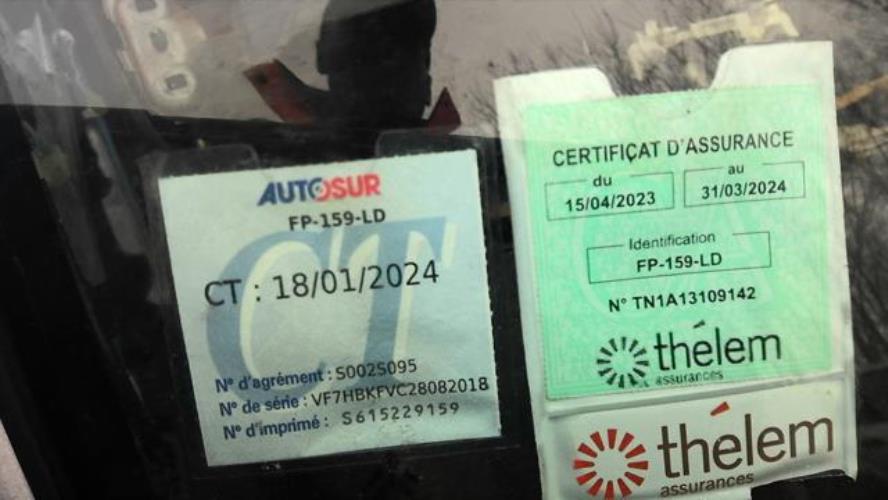 AUTOSUR
FP-159-LD
CT : 18/01/2024
CT
N° d'agrément : S002S095
N° de série : VF7HBKFVC28082018
N° d'imprimé : S615229159
CERTIFICAT D'ASSURANCE
du au
15/04/2023 31/03/2024
Identification
FP-159-LD
N° TN1A13109142
thélem
assurances
thélem
assurances